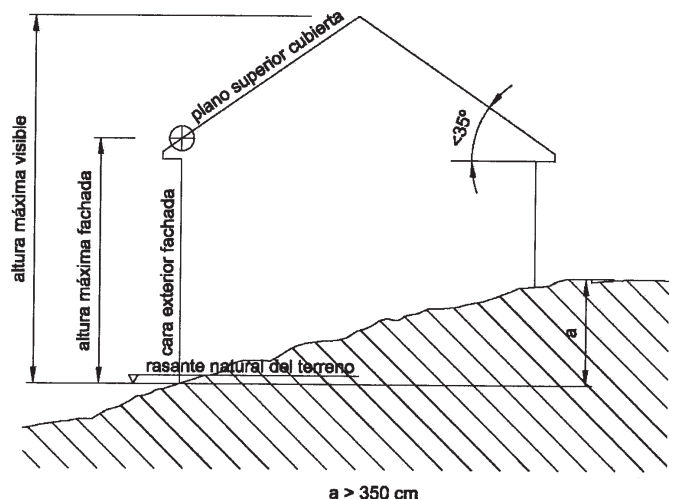 altura máxima visible
altura máxima fachada
cara exterior fachada
plano superior cubierta
<35º
rasante natural del terreno
a
a > 350 cm